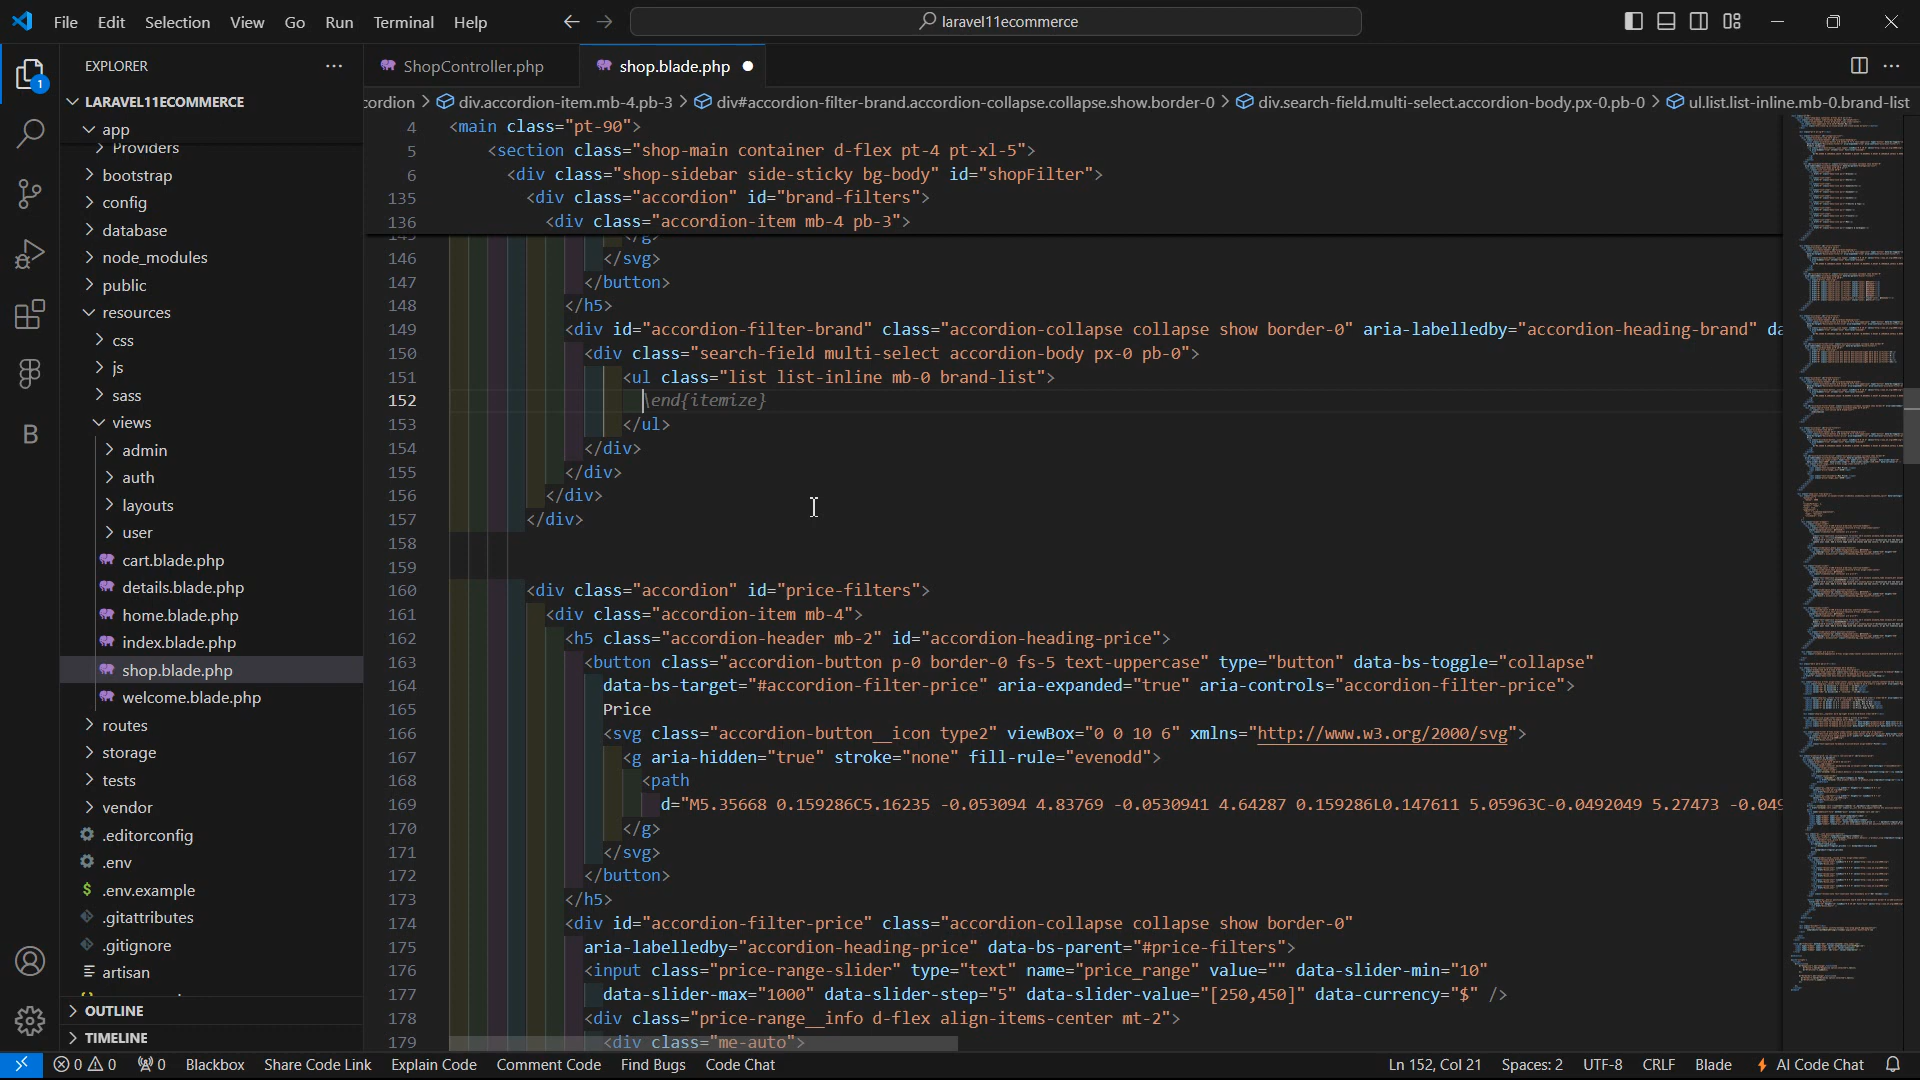 File Edit Selection View Go Run Terminal Help
laravel11ecommerce
EXPLORER
ShopController.php
shop.blade.php
cordion > div.accordion-item.mb-4.pb-3 > div#accordion-filter-brand.accordion-collapse.collapse.show.border-0 > div.search-field.multi-select.accordion-body.px-0.pb-0 > ul.list.list-inline.mb-0.brand-list
LARAVEL11ECOMMERCE
app
Providers
bootstrap
config
database
node_modules
public
resources
css
js
sass
views
admin
auth
layouts
user
cart.blade.php
details.blade.php
home.blade.php
index.blade.php
shop.blade.php
welcome.blade.php
routes
storage
tests
vendor
.editorconfig
.env
.env.example
.gitattributes
.gitignore
artisan
OUTLINE
TIMELINE
4 <main class="pt-90">
5 <section class="shop-main container d-flex pt-4 pt-xl-5">
6 <div class="shop-sidebar side-sticky bg-body" id="shopFilter">
135 <div class="accordion" id="brand-filters">
136 <div class="accordion-item mb-4 pb-3">
145 </g>
146 </svg>
147 </button>
148 </h5>
149 <div id="accordion-filter-brand" class="accordion-collapse collapse show border-0" aria-labelledby="accordion-heading-brand" da
150 <div class="search-field multi-select accordion-body px-0 pb-0">
151 <ul class="list list-inline mb-0 brand-list">
152 \end{itemize}
153 </ul>
154 </div>
155 </div>
156 </div>
157 </div>
158
159
160 <div class="accordion" id="price-filters">
161 <div class="accordion-item mb-4">
162 <h5 class="accordion-header mb-2" id="accordion-heading-price">
163 <button class="accordion-button p-0 border-0 fs-5 text-uppercase" type="button" data-bs-toggle="collapse"
164 data-bs-target="#accordion-filter-price" aria-expanded="true" aria-controls="accordion-filter-price">
165 Price
166 <svg class="accordion-button__icon type2" viewBox="0 0 10 6" xmlns="http://www.w3.org/2000/svg">
167 <g aria-hidden="true" stroke="none" fill-rule="evenodd">
168 <path
169 d="M5.35668 0.159286C5.16235 -0.053094 4.83769 -0.0530941 4.64287 0.159286L0.147611 5.05963C-0.0492049 5.27473 -0.049
170 </g>
171 </svg>
172 </button>
173 </h5>
174 <div id="accordion-filter-price" class="accordion-collapse collapse show border-0"
175 aria-labelledby="accordion-heading-price" data-bs-parent="#price-filters">
176 <input class="price-range-slider" type="text" name="price_range" value="" data-slider-min="10"
177 data-slider-max="1000" data-slider-step="5" data-slider-value="[250,450]" data-currency="$" />
178 <div class="price-range__info d-flex align-items-center mt-2">
179 <div class="me-auto">
0 0 0 Blackbox Share Code Link Explain Code Comment Code Find Bugs Code Chat Ln 152, Col 21 Spaces: 2 UTF-8 CRLF Blade AI Code Chat